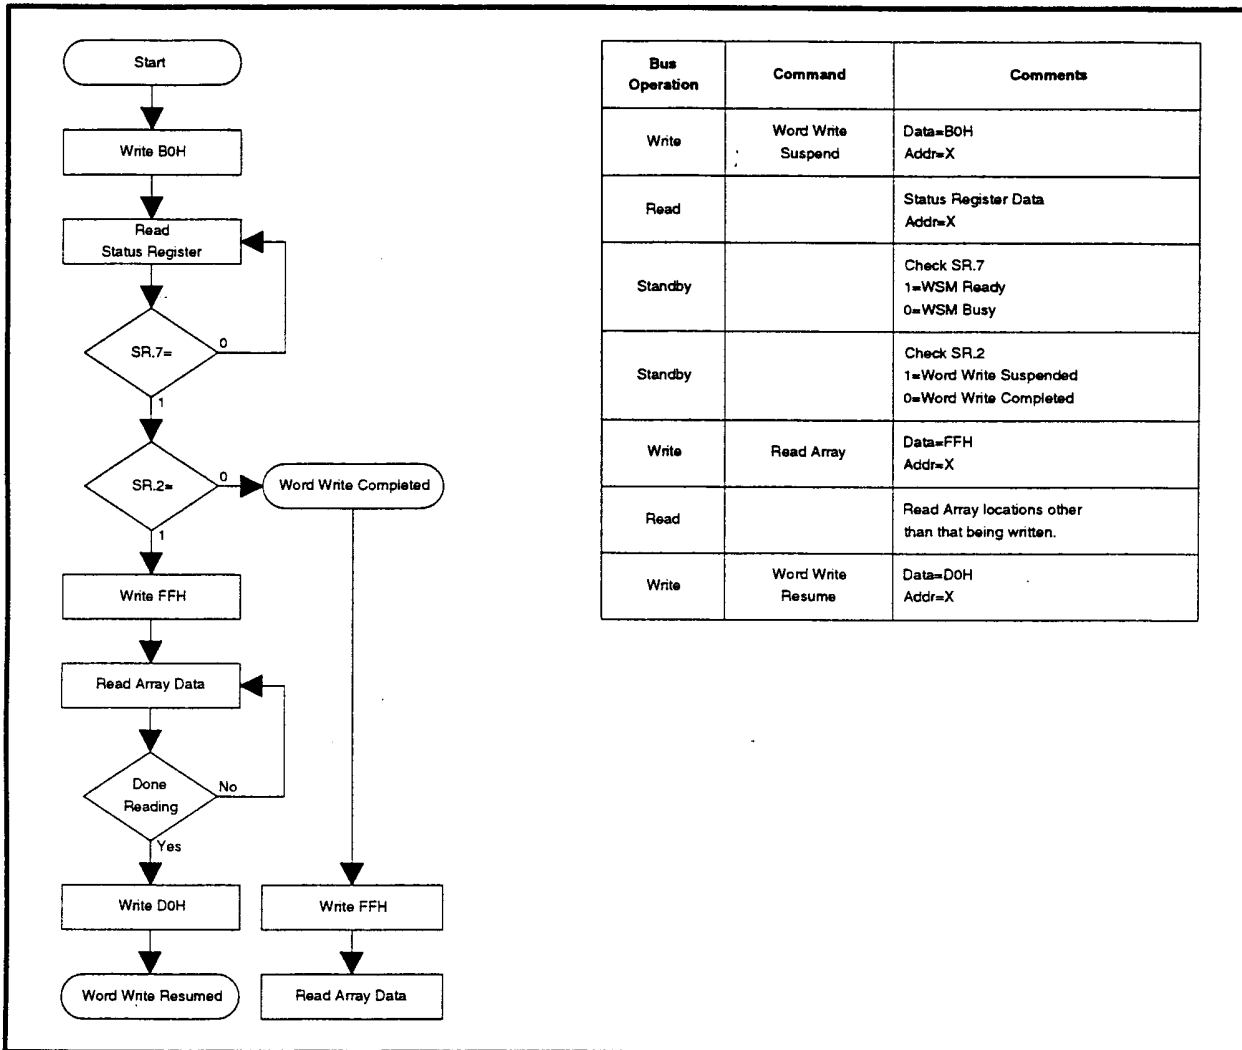 Start
Write B0H
Read
Status Register
SR.7=
0
1
SR.2=
0
Word Write Completed
1
Write FFH
Read Array Data
Done
Reading
No
Yes
Write D0H
Write FFH
Word Write Resumed
Read Array Data
Bus
Operation
Command
Comments
Write
Word Write
Suspend
Data=B0H
Addr=X
Read
Status Register Data
Addr=X
Standby
Check SR.7
1=WSM Ready
0=WSM Busy
Standby
Check SR.2
1=Word Write Suspended
0=Word Write Completed
Write
Read Array
Data=FFH
Addr=X
Read
Read Array locations other
than that being written.
Write
Word Write
Resume
Data=D0H
Addr=X